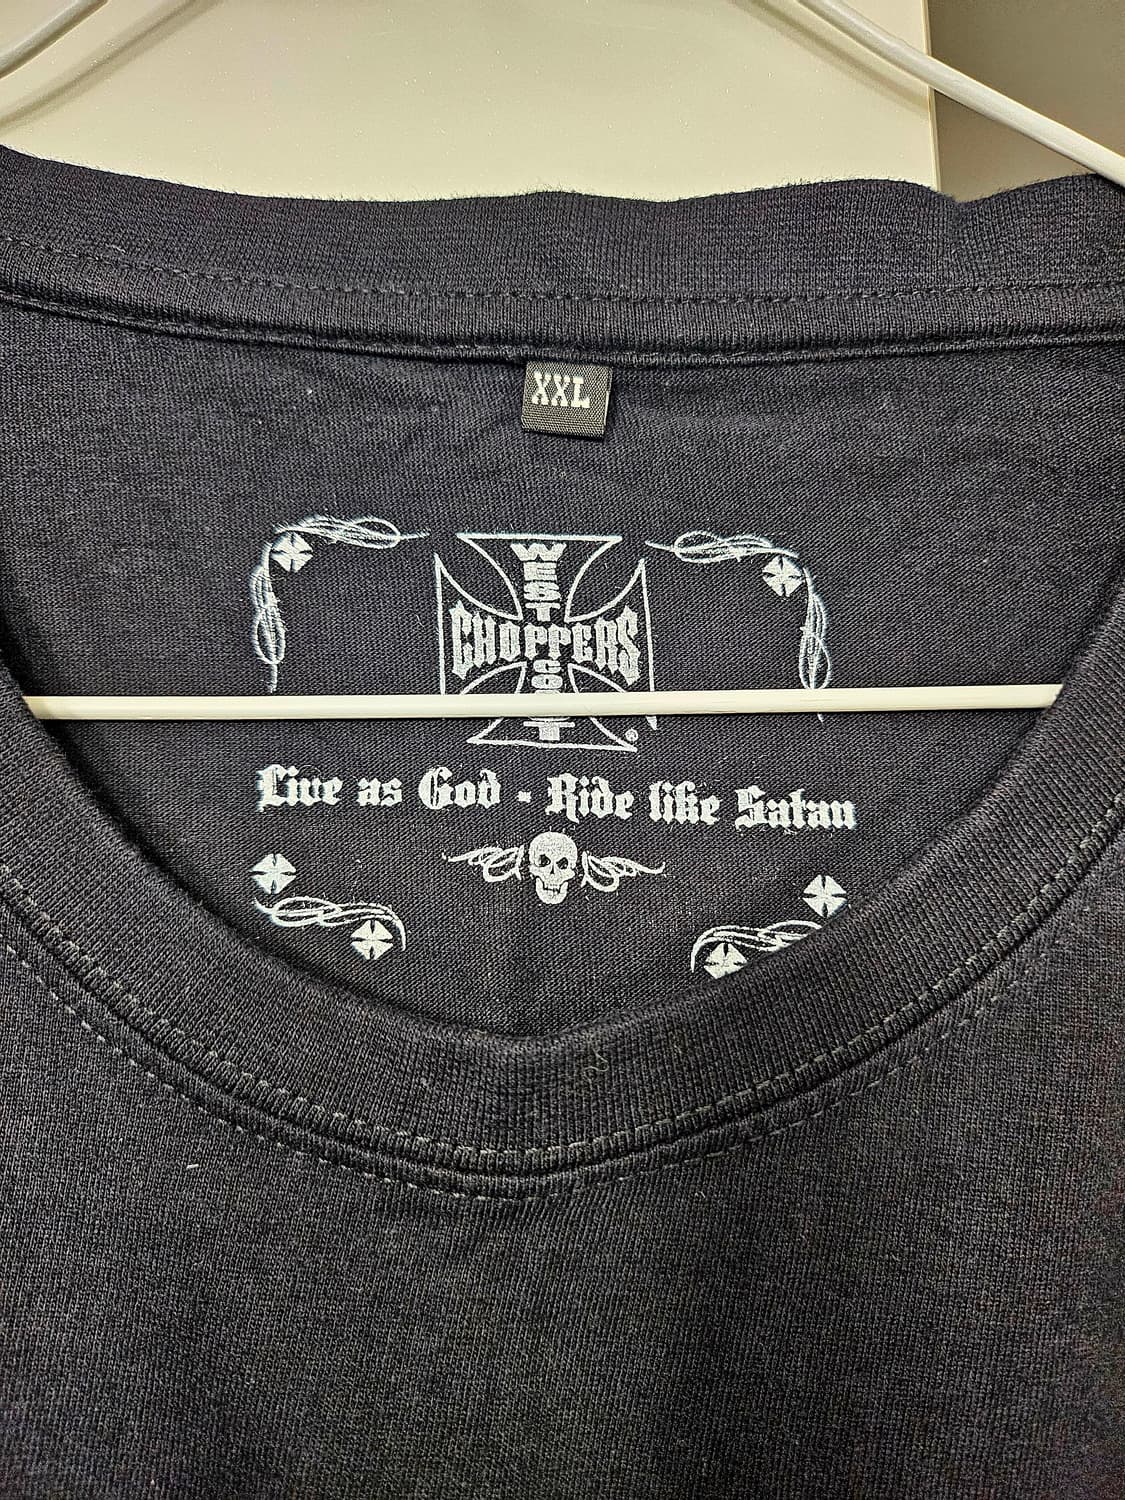 XXL
WEST
CHOPPERS
COAST
®
Live as God - Ride like Satan